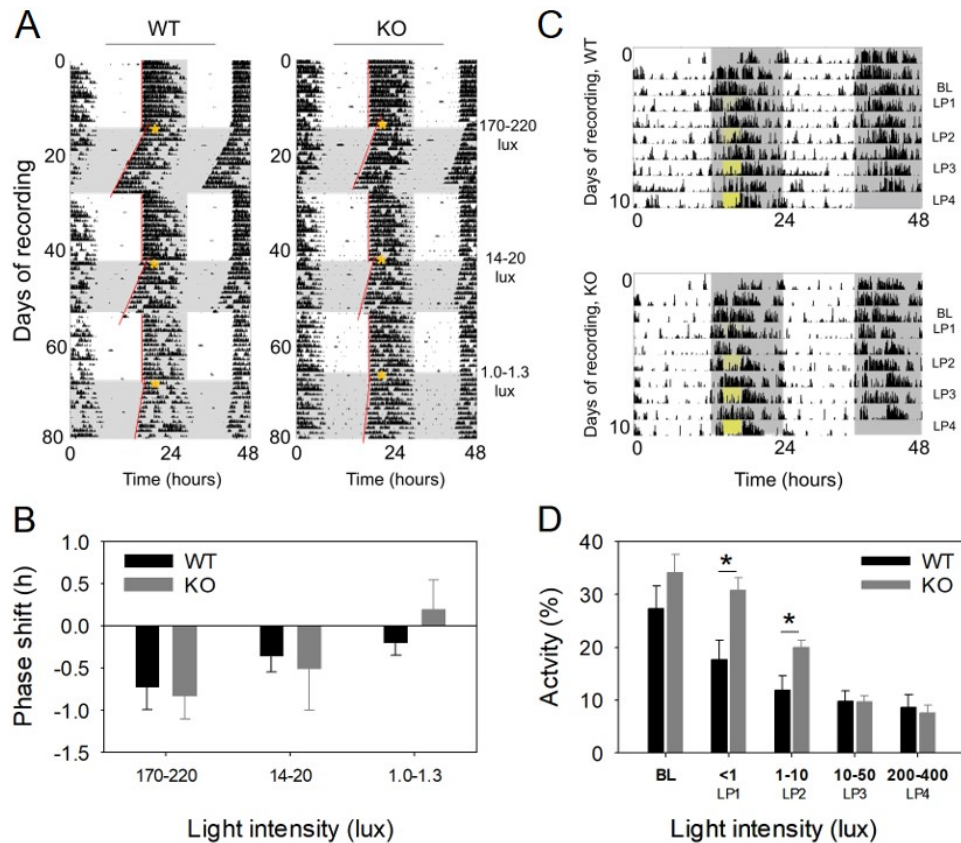 A
WT
KO
0
20
40
60
80
Days of recording
170-220
lux
14-20
lux
1.0-1.3
lux
0
24
48
0
24
48
Time (hours)
Time (hours)
B
1.0
0.5
0.0
-0.5
-1.0
-1.5
Phase shift (h)
WT
KO
170-220
14-20
1.0-1.3
Light intensity (lux)
C
Days of recording, WT
0
10
BL
LP1
LP2
LP3
LP4
0
24
48
Days of recording, KO
0
10
BL
LP1
LP2
LP3
LP4
0
12
24
48
Time (hours)
D
40
30
20
10
0
Actvity (%)
WT
KO
*
*
BL
<1
1-10
10-50
200-400
LP1
LP2
LP3
LP4
Light intensity (lux)